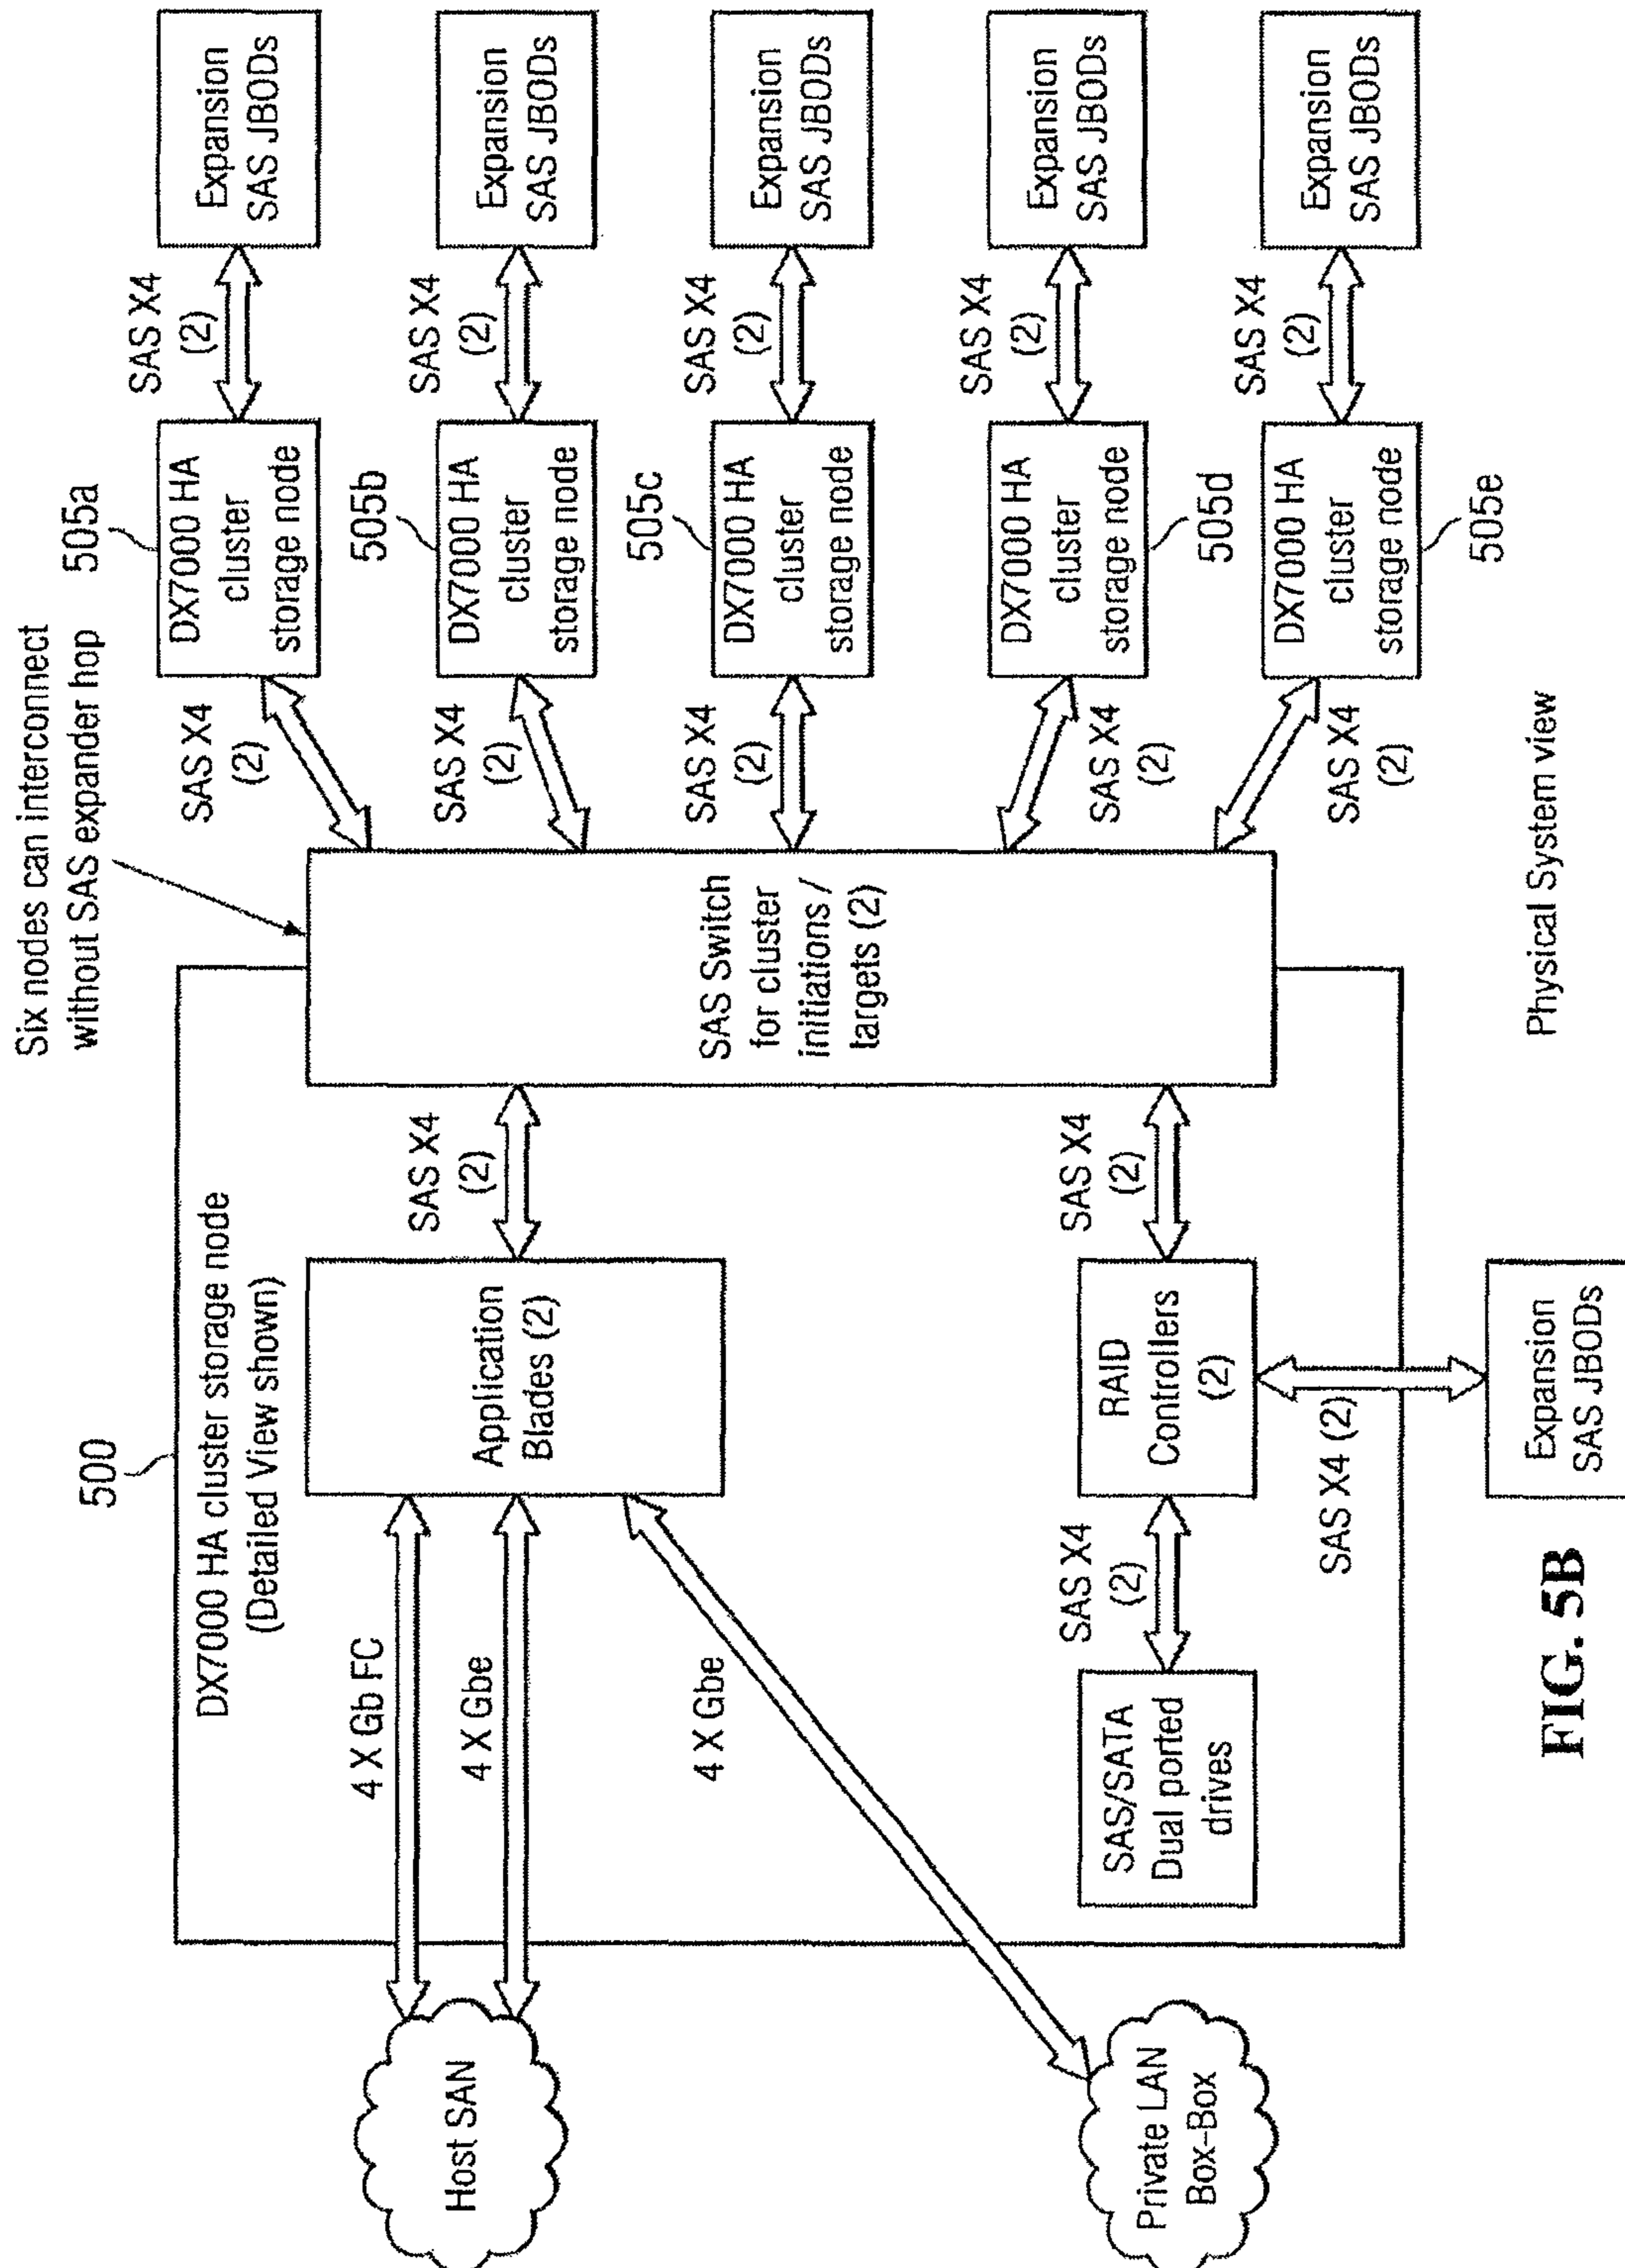 Six nodes can interconnect
without SAS expander hop
500
DX7000 HA cluster storage node
(Detailed View shown)
Host SAN
4 X Gb FC
4 X Gbe
4 X Gbe
Private LAN
Box-Box
Application
Blades (2)
SAS X4
(2)
SAS/SATA
Dual ported
drives
SAS X4
(2)
RAID
Controllers
(2)
SAS X4
(2)
SAS X4 (2)
Expansion
SAS JBODs
SAS Switch
for cluster
initiations /
targets (2)
SAS X4
(2)
505a
DX7000 HA
cluster
storage node
SAS X4
(2)
Expansion
SAS JBODs
SAS X4
(2)
505b
DX7000 HA
cluster
storage node
SAS X4
(2)
Expansion
SAS JBODs
SAS X4
(2)
505c
DX7000 HA
cluster
storage node
SAS X4
(2)
Expansion
SAS JBODs
SAS X4
(2)
505d
DX7000 HA
cluster
storage node
SAS X4
(2)
Expansion
SAS JBODs
SAS X4
(2)
505e
DX7000 HA
cluster
storage node
SAS X4
(2)
Expansion
SAS JBODs
Physical System view
FIG. 5B